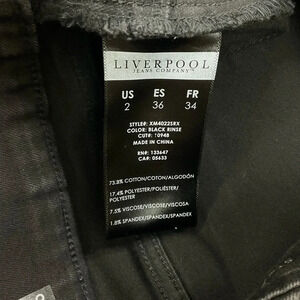 LIVERPOOL
JEANS COMPANY
US ES FR
2 36 34
STYLE#: XM4022SRX
COLOR: BLACK RINSE
CUT#: 10948
MADE IN CHINA
RN#: 133647
CA#: 05633
73.3% COTTON/COTON/ALGODÓN
17.4% POLYESTER/POLIÉSTER/
POLYESTER
7.5% VISCOSE/VISCOSE/VISCOSA
1.8% SPANDEX/SPANDEX/SPANDEX